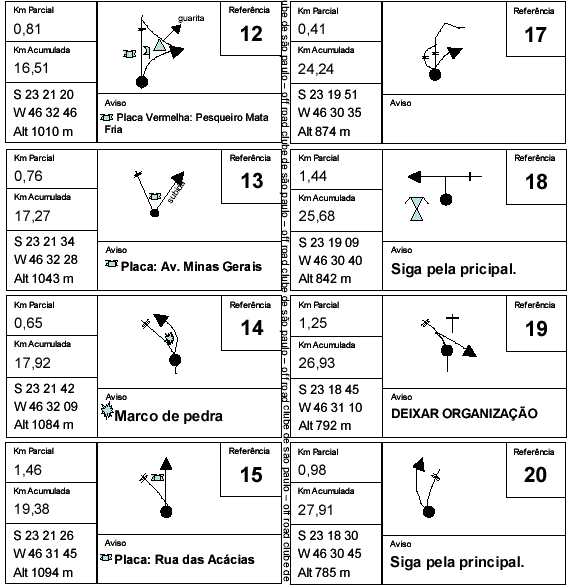 Km Parcial
0,81
Km Acumulada
16,51
S 23 21 20
W 46 32 46
Alt 1010 m
guarita
Referência
12
Aviso
Placa Vermelha: Pesqueiro Mata
Fria
Km Parcial
0,76
Km Acumulada
17,27
S 23 21 34
W 46 32 28
Alt 1043 m
subida
Referência
13
Aviso
Placa: Av. Minas Gerais
Km Parcial
0,65
Km Acumulada
17,92
S 23 21 42
W 46 32 09
Alt 1084 m
Referência
14
Aviso
Marco de pedra
Km Parcial
1,46
Km Acumulada
19,38
S 23 21 26
W 46 31 45
Alt 1094 m
Referência
15
Aviso
Placa: Rua das Acácias
ube de são paulo – off road clube de são paulo – off road clube de são paulo – off road clube de são paulo – off road clube de
Km Parcial
0,41
Km Acumulada
24,24
S 23 19 51
W 46 30 35
Alt 874 m
Referência
17
Aviso
Km Parcial
1,44
Km Acumulada
25,68
S 23 19 09
W 46 30 40
Alt 842 m
Referência
18
Aviso
Siga pela pricipal.
Km Parcial
1,25
Km Acumulada
26,93
S 23 18 45
W 46 31 10
Alt 792 m
Referência
19
Aviso
DEIXAR ORGANIZAÇÃO
Km Parcial
0,98
Km Acumulada
27,91
S 23 18 30
W 46 30 45
Alt 785 m
Referência
20
Aviso
Siga pela principal.